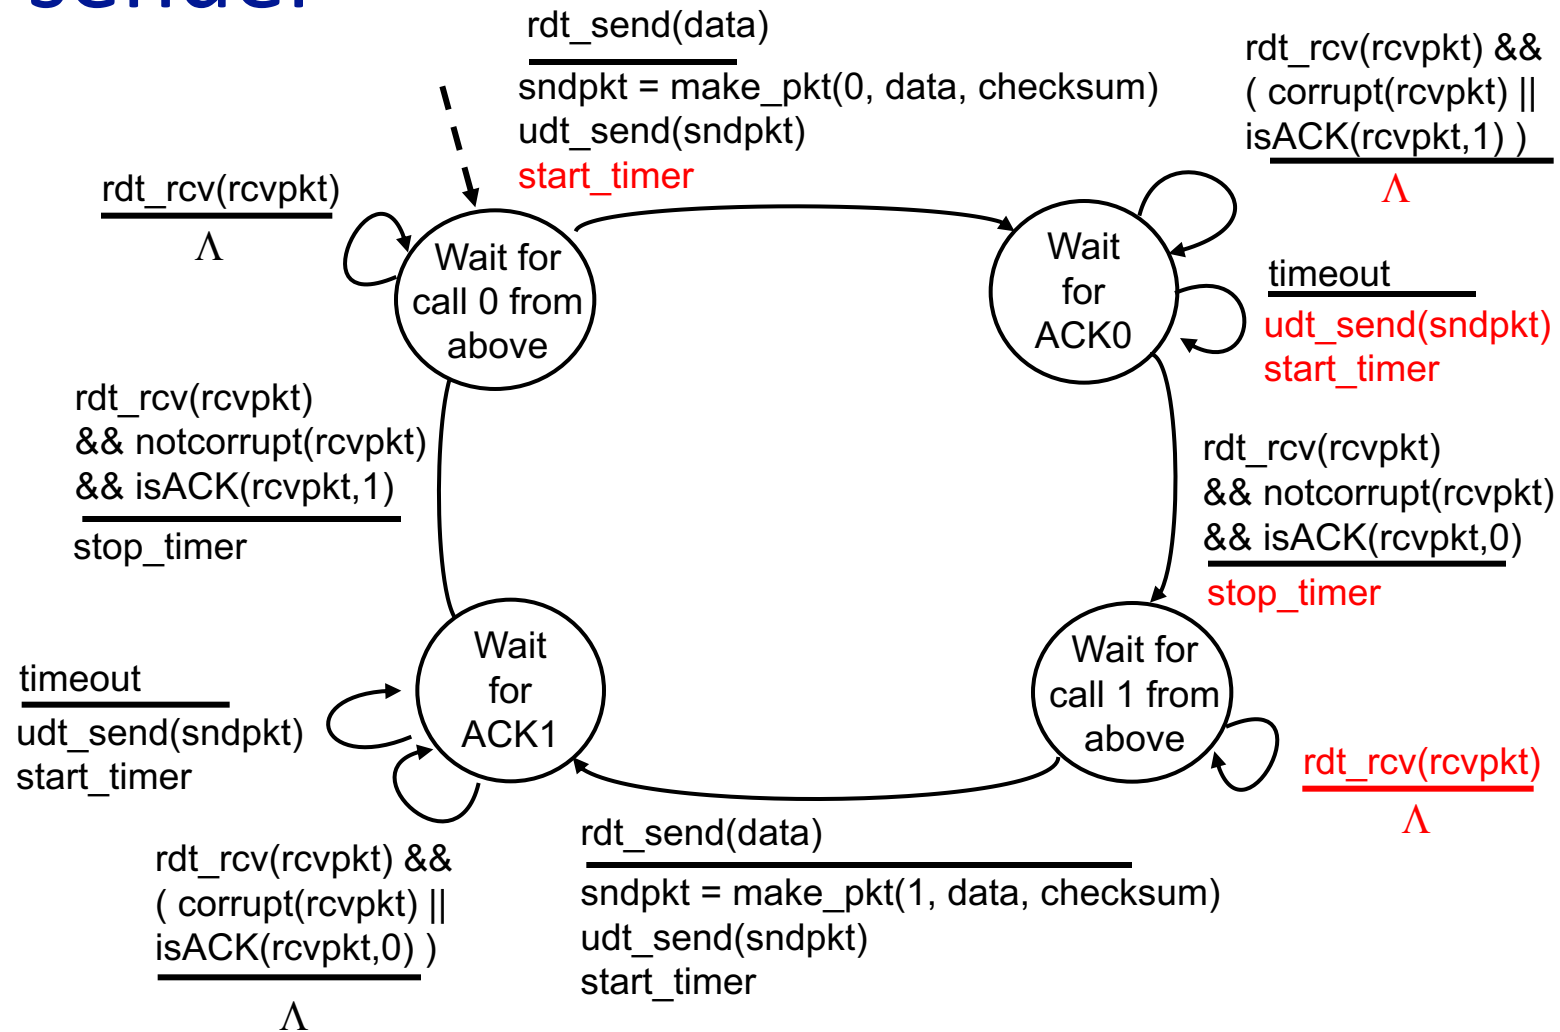 sender
rdt_send(data)
sndpkt = make_pkt(0, data, checksum)
udt_send(sndpkt)
start_timer
rdt_rcv(rcvpkt) &&
( corrupt(rcvpkt) ||
isACK(rcvpkt,1) )
Λ
rdt_rcv(rcvpkt)
Λ
Wait for
call 0 from
above
Wait
for
ACK0
timeout
udt_send(sndpkt)
start_timer
rdt_rcv(rcvpkt)
&& notcorrupt(rcvpkt)
&& isACK(rcvpkt,1)
stop_timer
rdt_rcv(rcvpkt)
&& notcorrupt(rcvpkt)
&& isACK(rcvpkt,0)
stop_timer
timeout
udt_send(sndpkt)
start_timer
Wait
for
ACK1
Wait for
call 1 from
above
rdt_rcv(rcvpkt)
Λ
rdt_rcv(rcvpkt) &&
( corrupt(rcvpkt) ||
isACK(rcvpkt,0) )
Λ
rdt_send(data)
sndpkt = make_pkt(1, data, checksum)
udt_send(sndpkt)
start_timer